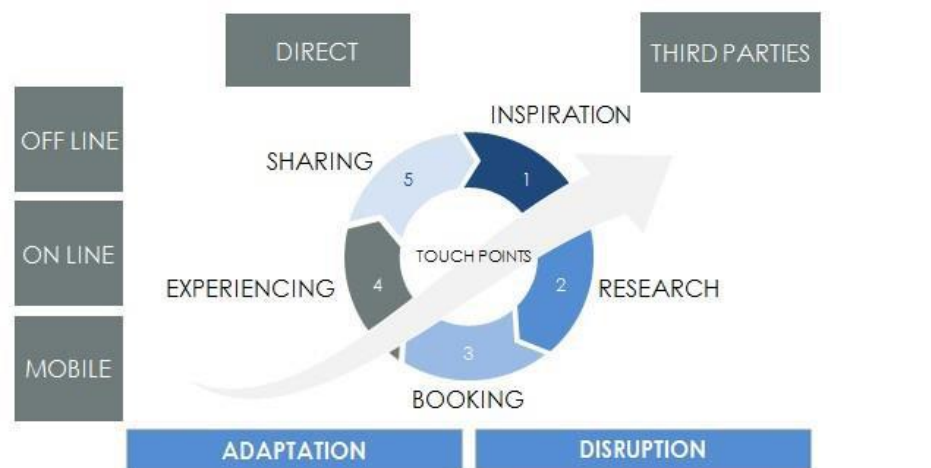 DIRECT
THIRD PARTIES
INSPIRATION
OFF LINE
SHARING
5
1
ON LINE
TOUCH POINTS
EXPERIENCING
4
2
RESEARCH
MOBILE
3
BOOKING
ADAPTATION
DISRUPTION